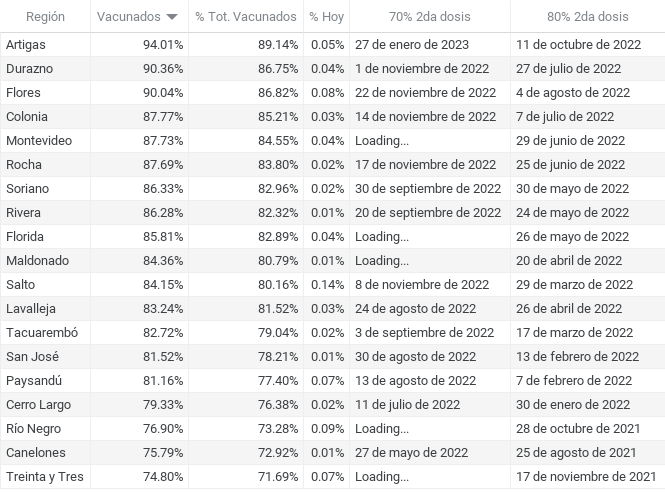 Región Vacunados % Tot. Vacunados % Hoy 70% 2da dosis 80% 2da dosis
Artigas 94.01% 89.14% 0.05% 27 de enero de 2023 11 de octubre de 2022
Durazno 90.36% 86.75% 0.04% 1 de noviembre de 2022 27 de julio de 2022
Flores 90.04% 86.82% 0.08% 22 de noviembre de 2022 4 de agosto de 2022
Colonia 87.77% 85.21% 0.03% 14 de noviembre de 2022 7 de julio de 2022
Montevideo 87.73% 84.55% 0.04% Loading... 29 de junio de 2022
Rocha 87.69% 83.80% 0.02% 17 de noviembre de 2022 25 de junio de 2022
Soriano 86.33% 82.96% 0.02% 30 de septiembre de 2022 30 de mayo de 2022
Rivera 86.28% 82.32% 0.01% 20 de septiembre de 2022 24 de mayo de 2022
Florida 85.81% 82.89% 0.04% Loading... 26 de mayo de 2022
Maldonado 84.36% 80.79% 0.01% Loading... 20 de abril de 2022
Salto 84.15% 80.16% 0.14% 8 de noviembre de 2022 29 de marzo de 2022
Lavalleja 83.24% 81.52% 0.03% 24 de agosto de 2022 26 de abril de 2022
Tacuarembó 82.72% 79.04% 0.02% 3 de septiembre de 2022 17 de marzo de 2022
San José 81.52% 78.21% 0.01% 30 de agosto de 2022 13 de febrero de 2022
Paysandú 81.16% 77.40% 0.07% 13 de agosto de 2022 7 de febrero de 2022
Cerro Largo 79.33% 76.38% 0.02% 11 de julio de 2022 30 de enero de 2022
Río Negro 76.90% 73.28% 0.09% Loading... 28 de octubre de 2021
Canelones 75.79% 72.92% 0.01% 27 de mayo de 2022 25 de agosto de 2021
Treinta y Tres 74.80% 71.69% 0.07% Loading... 17 de noviembre de 2021